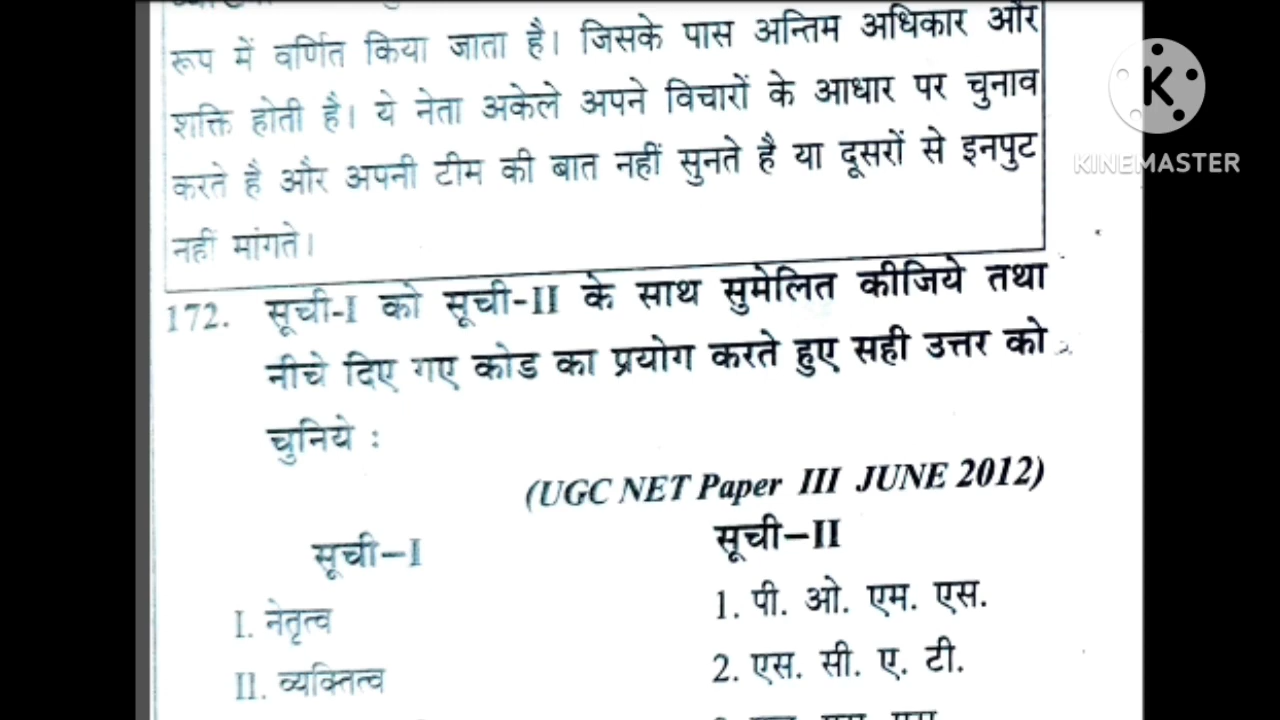 रूप में वर्णित किया जाता है। जिसके पास अन्तिम अधिकार और
शक्ति होती है। ये नेता अकेले अपने विचारों के आधार पर चुनाव
करते है और अपनी टीम की बात नहीं सुनते है या दूसरों से इनपुट
नहीं मांगते।
K
KINEMASTER
172. सूची-I को सूची-II के साथ सुमेलित कीजिये तथा
नीचे दिए गए कोड का प्रयोग करते हुए सही उत्तर को
चुनिये :
(UGC NET Paper III JUNE 2012)
सूची-I सूची-II
I. नेतृत्व 1. पी. ओ. एम. एस.
II. व्यक्तित्व 2. एस. सी. ए. टी.